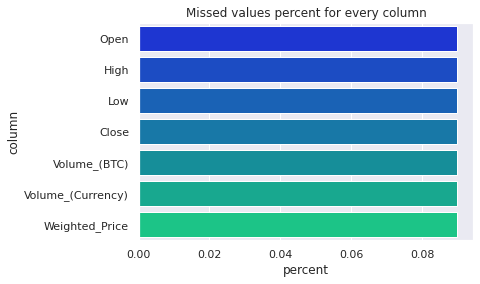 Missed values percent for every column
Open
High
Low
Close
Volume_(BTC)
Volume_(Currency)
Weighted_Price
column
0.00 0.02 0.04 0.06 0.08
percent